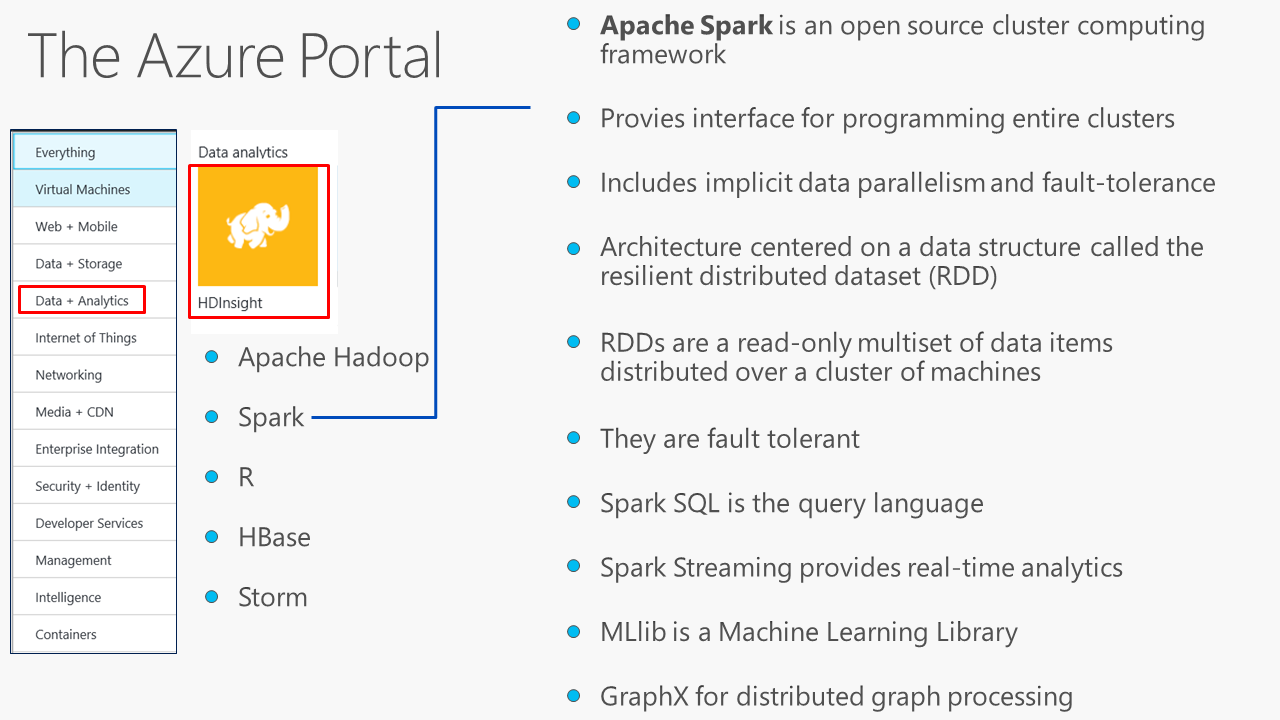 The Azure Portal
Everything
Virtual Machines
Web + Mobile
Data + Storage
Data + Analytics
Internet of Things
Networking
Media + CDN
Enterprise Integration
Security + Identity
Developer Services
Management
Intelligence
Containers
Data analytics
HDInsight
Apache Hadoop
Spark
R
HBase
Storm
Apache Spark is an open source cluster computing
framework
Provies interface for programming entire clusters
Includes implicit data parallelism and fault-tolerance
Architecture centered on a data structure called the
resilient distributed dataset (RDD)
RDDs are a read-only multiset of data items
distributed over a cluster of machines
They are fault tolerant
Spark SQL is the query language
Spark Streaming provides real-time analytics
MLlib is a Machine Learning Library
GraphX for distributed graph processing